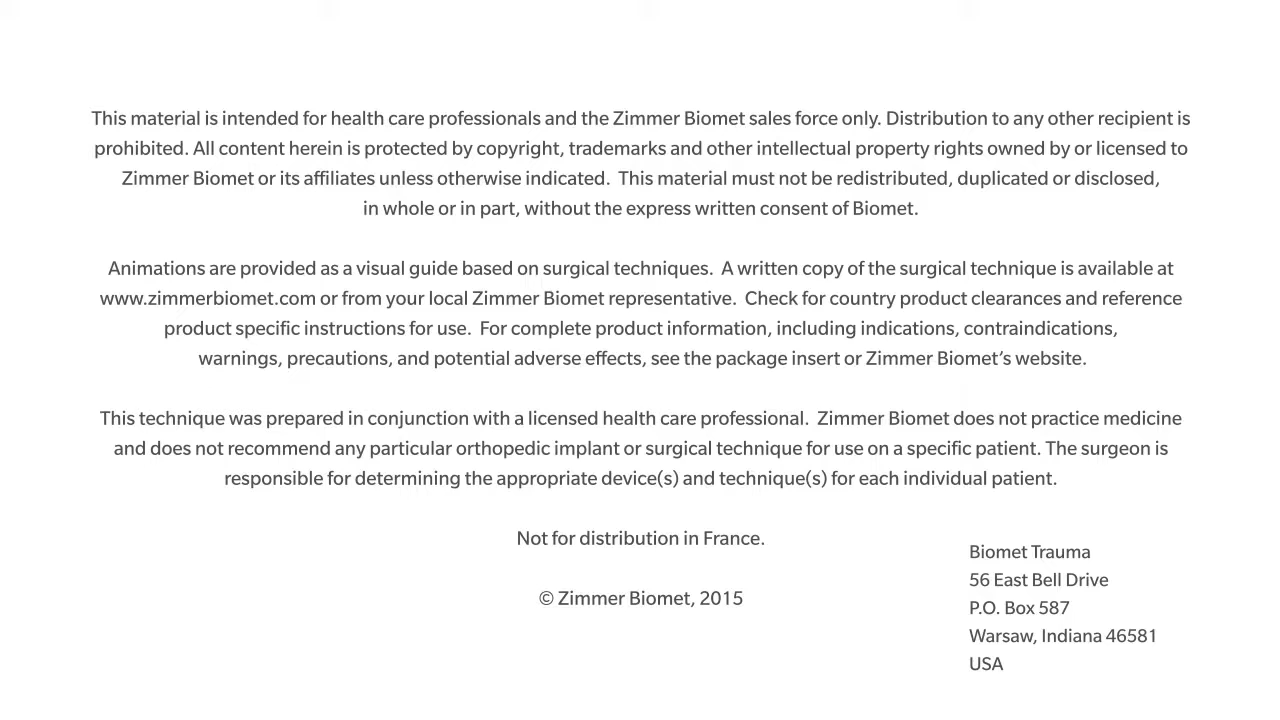 This material is intended for health care professionals and the Zimmer Biomet sales force only. Distribution to any other recipient is
prohibited. All content herein is protected by copyright, trademarks and other intellectual property rights owned by or licensed to
Zimmer Biomet or its affiliates unless otherwise indicated.  This material must not be redistributed, duplicated or disclosed,
in whole or in part, without the express written consent of Biomet.
Animations are provided as a visual guide based on surgical techniques.  A written copy of the surgical technique is available at
www.zimmerbiomet.com or from your local Zimmer Biomet representative.  Check for country product clearances and reference
product specific instructions for use.  For complete product information, including indications, contraindications,
warnings, precautions, and potential adverse effects, see the package insert or Zimmer Biomet’s website.
This technique was prepared in conjunction with a licensed health care professional.  Zimmer Biomet does not practice medicine
and does not recommend any particular orthopedic implant or surgical technique for use on a specific patient. The surgeon is
responsible for determining the appropriate device(s) and technique(s) for each individual patient.
Not for distribution in France.
© Zimmer Biomet, 2015
Biomet Trauma
56 East Bell Drive
P.O. Box 587
Warsaw, Indiana 46581
USA